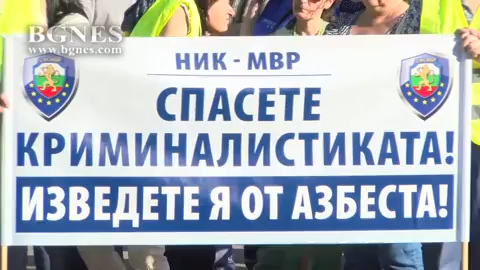 BGNES
www.bgnes.com
НИК - МВР
СПАСЕТЕ
КРИМИНАЛИСТИКАТА!
ИЗВЕДЕТЕ Я ОТ АЗБЕСТА!